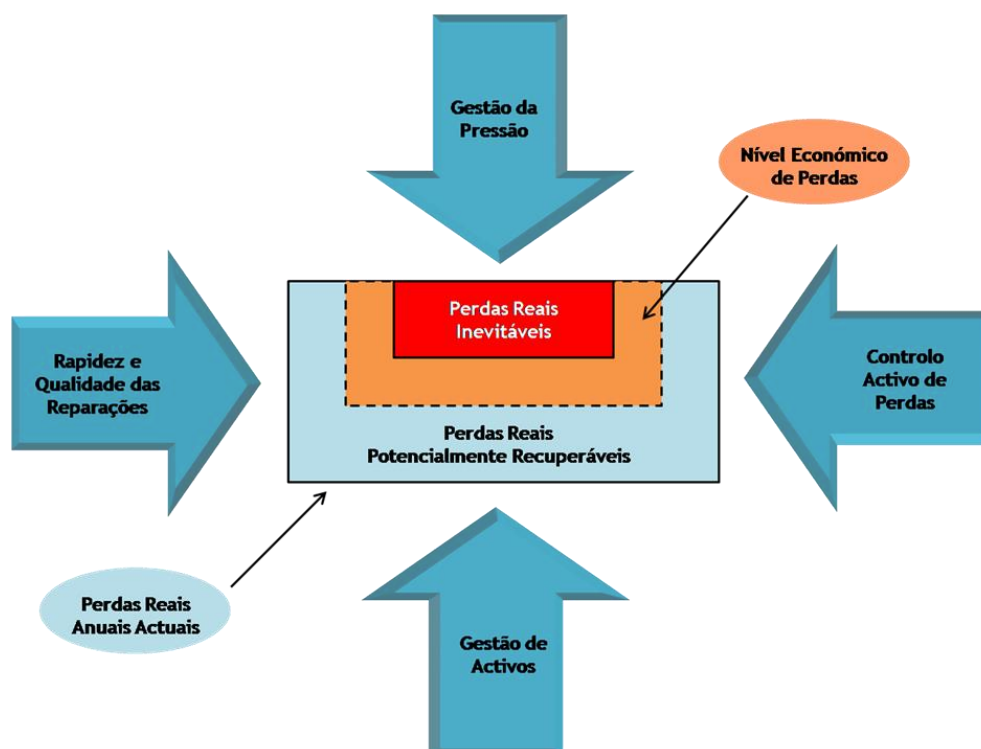 Gestão da
Pressão
Nível Económico
de Perdas
Perdas Reais
Inevitáveis
Rapidez e
Qualidade das
Reparações
Controlo
Activo de
Perdas
Perdas Reais
Potencialmente Recuperáveis
Perdas Reais
Anuais Actuais
Gestão de
Activos